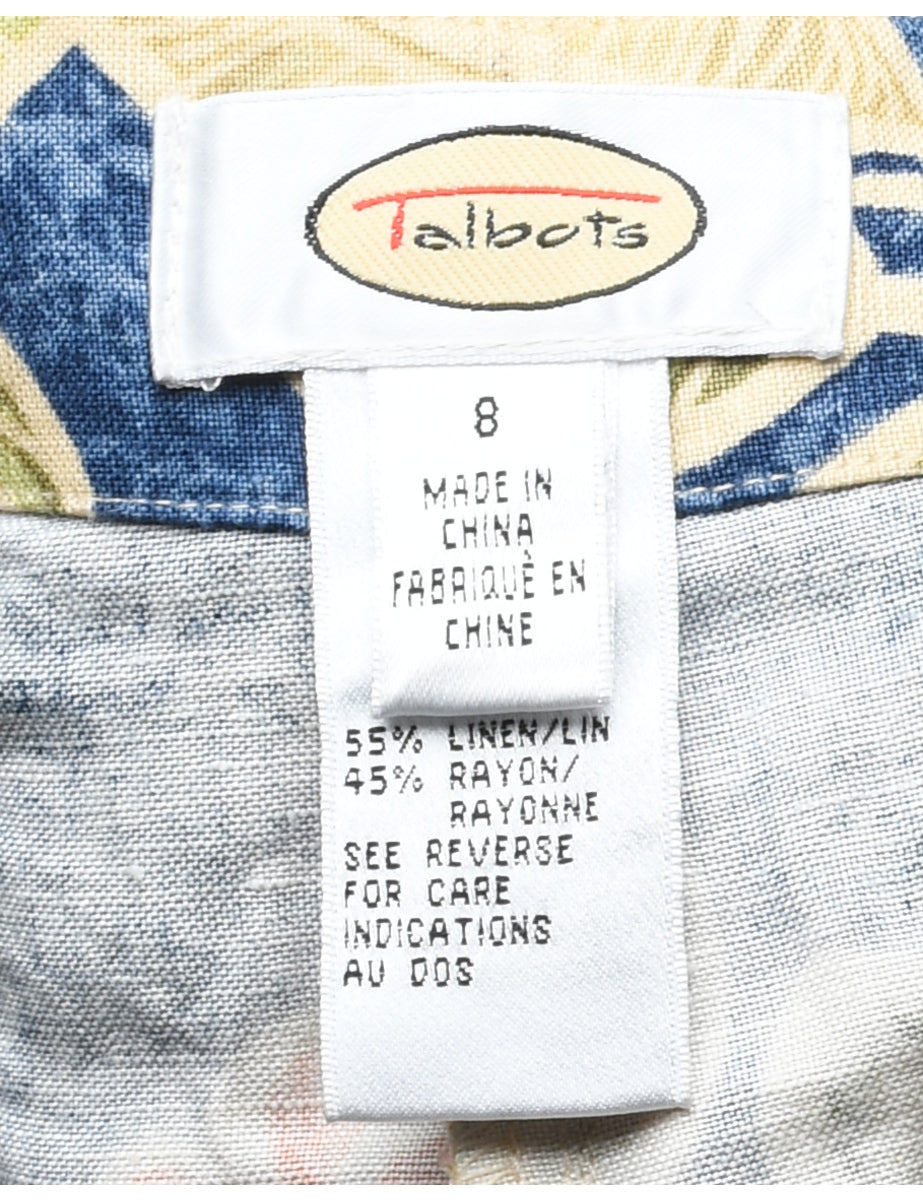 Talbots
8
MADE IN
CHINA
FABRIQUÈ EN
CHINE
55% LINEN/LIN
45% RAYON/
RAYONNE
SEE REVERSE
FOR CARE
INDICATIONS
AU DOS